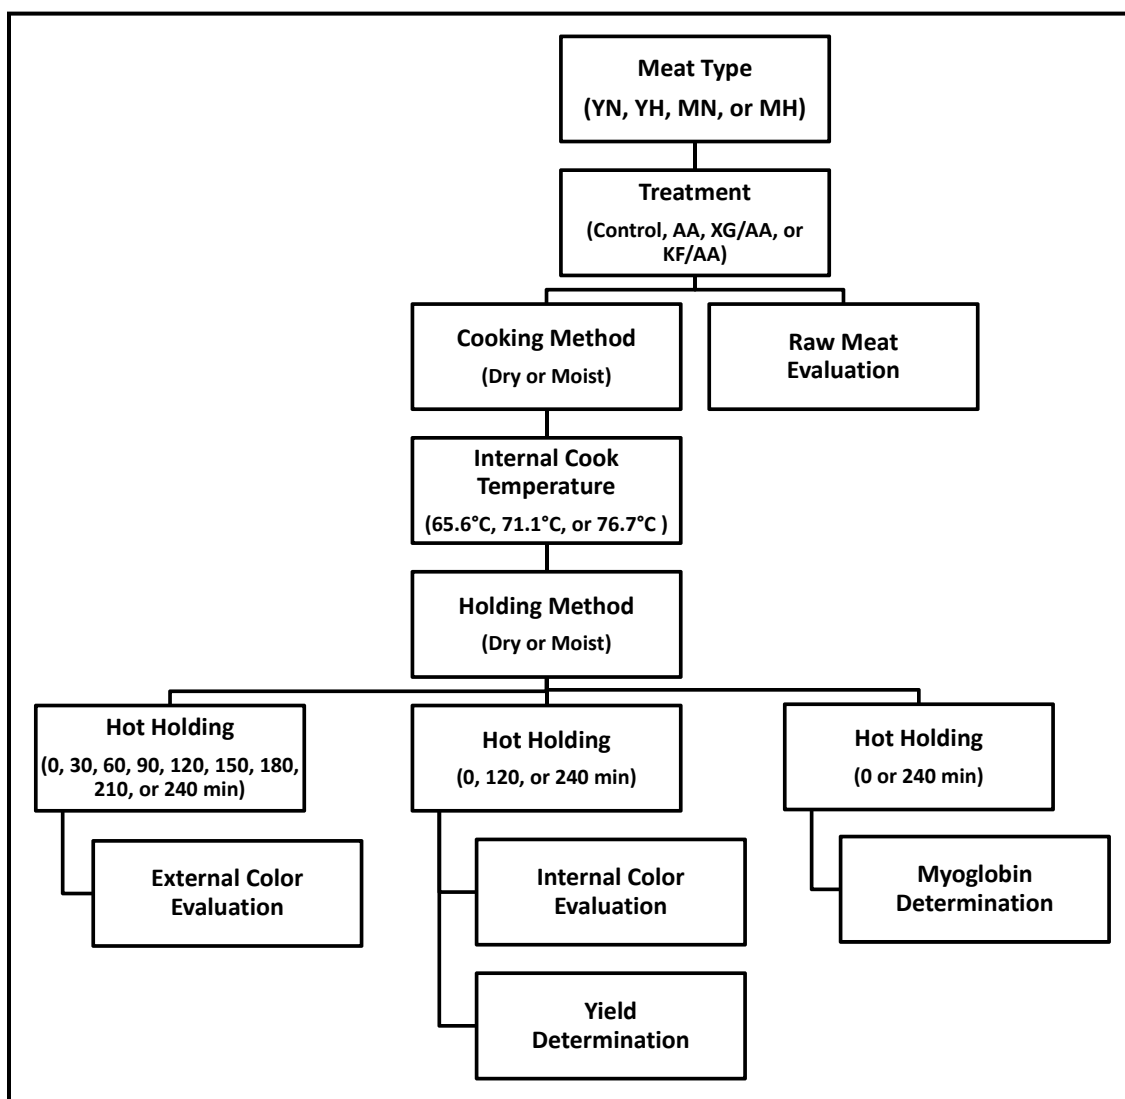 Meat Type
(YN, YH, MN, or MH)
Treatment
(Control, AA, XG/AA, or
KF/AA)
Cooking Method
(Dry or Moist)
Raw Meat
Evaluation
Internal Cook
Temperature
(65.6°C, 71.1°C, or 76.7°C )
Holding Method
(Dry or Moist)
Hot Holding
(0, 30, 60, 90, 120, 150, 180,
210, or 240 min)
External Color
Evaluation
Hot Holding
(0, 120, or 240 min)
Internal Color
Evaluation
Yield
Determination
Hot Holding
(0 or 240 min)
Myoglobin
Determination